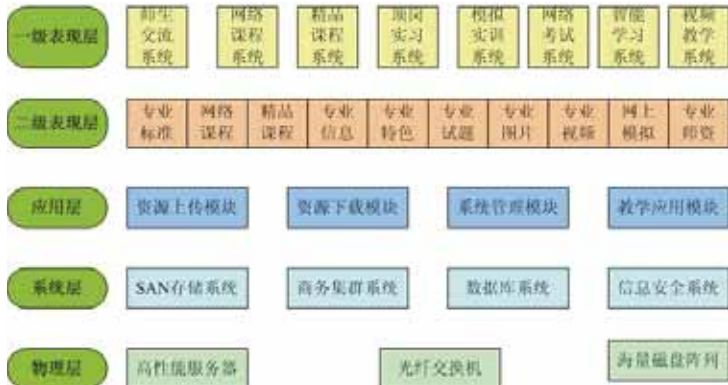 一级表现层
师生 网络 精品 顶岗 模拟 网络 智能 视频
交流 课程 课程 实习 实训 考试 学习 教学
系统 系统 系统 系统 系统 系统 系统 系统
二级表现层
专业 网络 精品 专业 专业 专业 专业 专业 网上 专业
标准 课程 课程 信息 特色 试题 图片 视频 模拟 师资
应用层 资源上传模块 资源下载模块 系统管理模块 教学应用模块
系统层 SAN存储系统 商务集群系统 数据库系统 信息安全系统
物理层 高性能服务器 光纤交换机 海量磁盘阵列